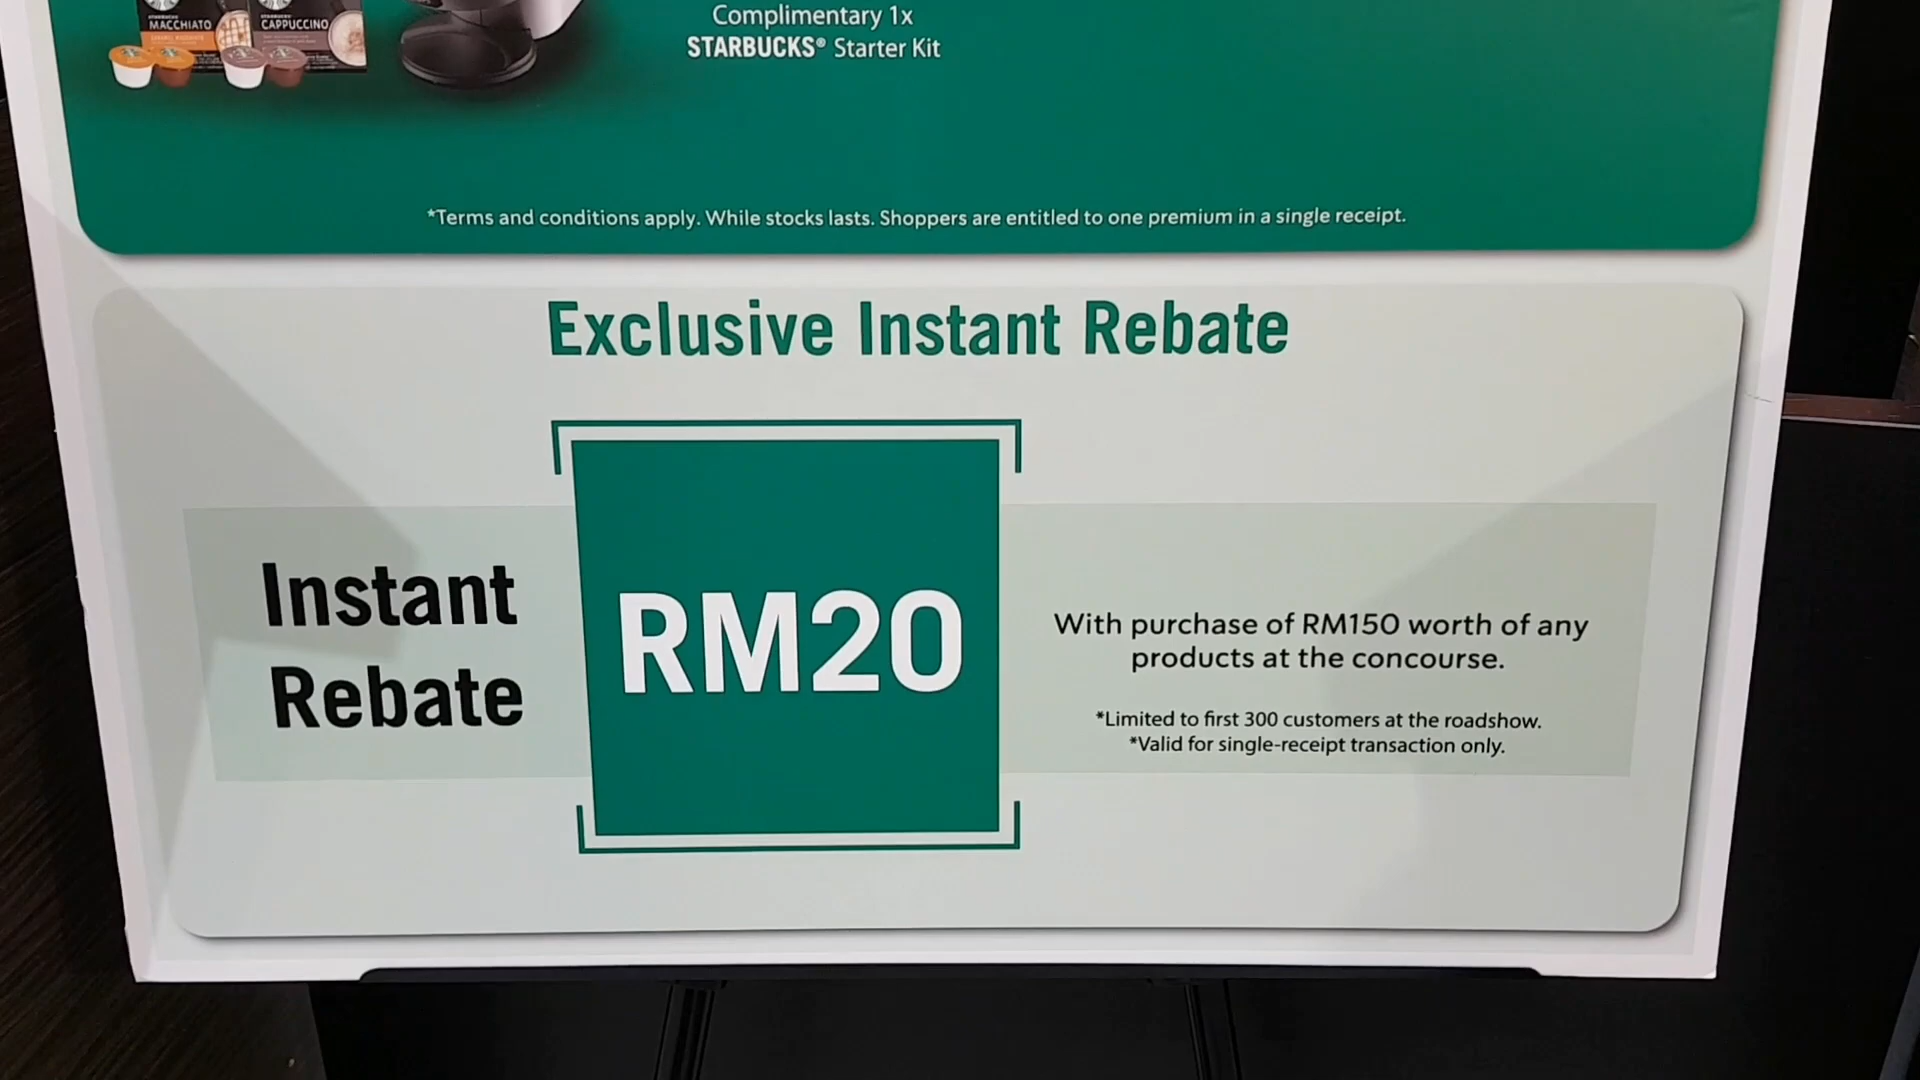 MACCHIATO
CAPPUCCINO
Complimentary 1x
STARBUCKS® Starter Kit
*Terms and conditions apply. While stocks lasts. Shoppers are entitled to one premium in a single receipt.
Exclusive Instant Rebate
Instant
Rebate
RM20
With purchase of RM150 worth of any
products at the concourse.
*Limited to first 300 customers at the roadshow.
*Valid for single-receipt transaction only.